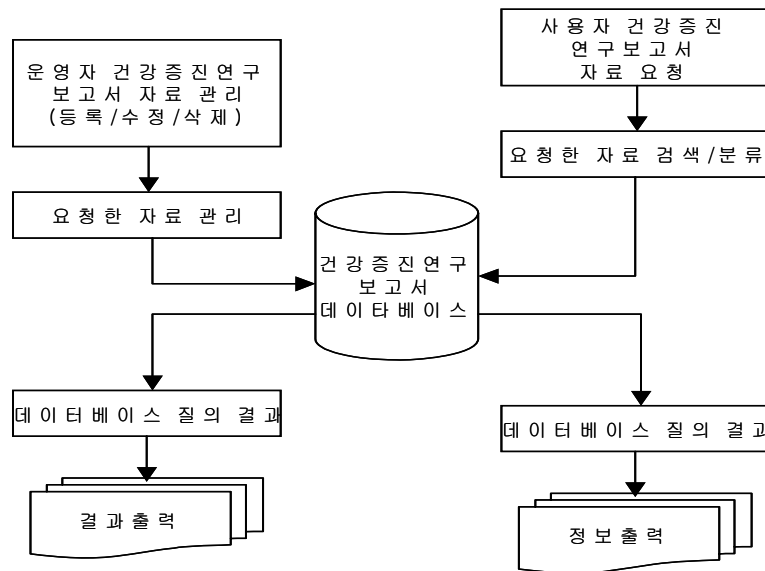 운영자 건강증진연구
보고서 자료 관리
(등록/수정/삭제)
요청한 자료 관리
사용자 건강증진
연구보고서
자료 요청
요청한 자료 검색/분류
건강증진연구
보고서
데이타베이스
데이터베이스 질의 결과
결과출력
데이터베이스 질의 결과
정보출력